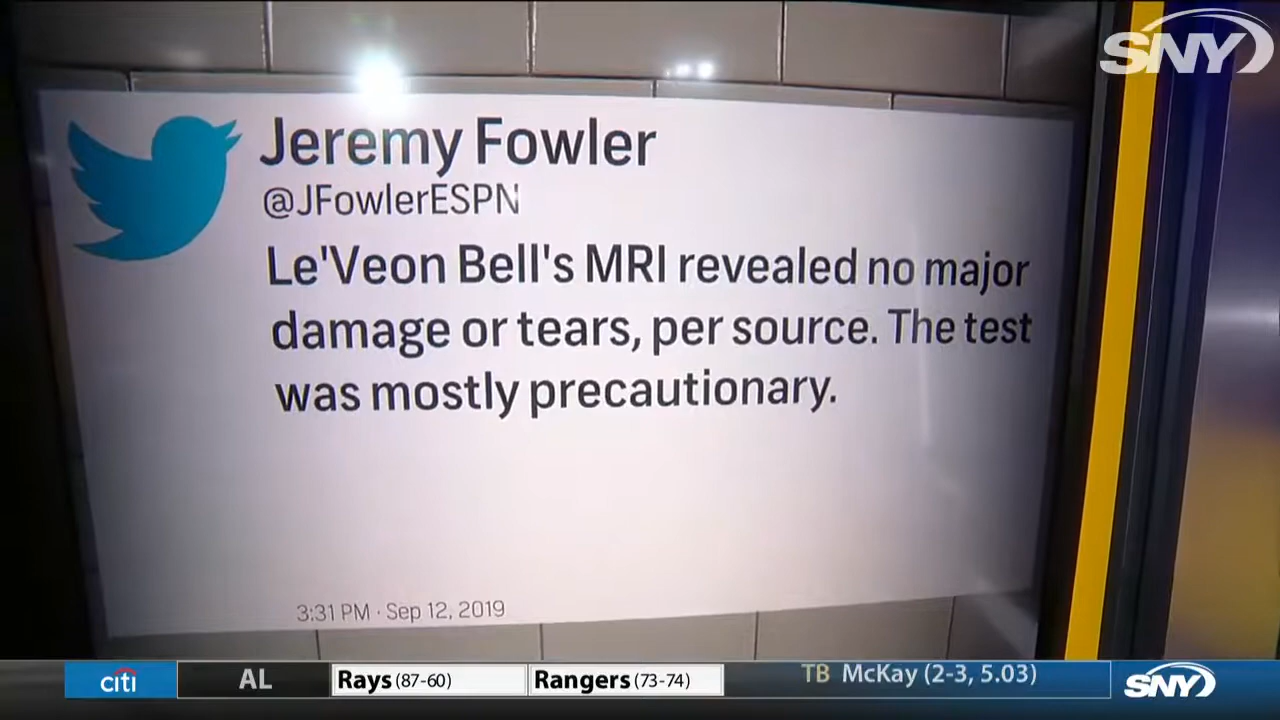 SNY
Jeremy Fowler
@JFowlerESPN
Le'Veon Bell's MRI revealed no major
damage or tears, per source. The test
was mostly precautionary.
3:31 PM · Sep 12, 2019
citi AL Rays (87-60) Rangers (73-74) TB McKay (2-3, 5.03) SNY